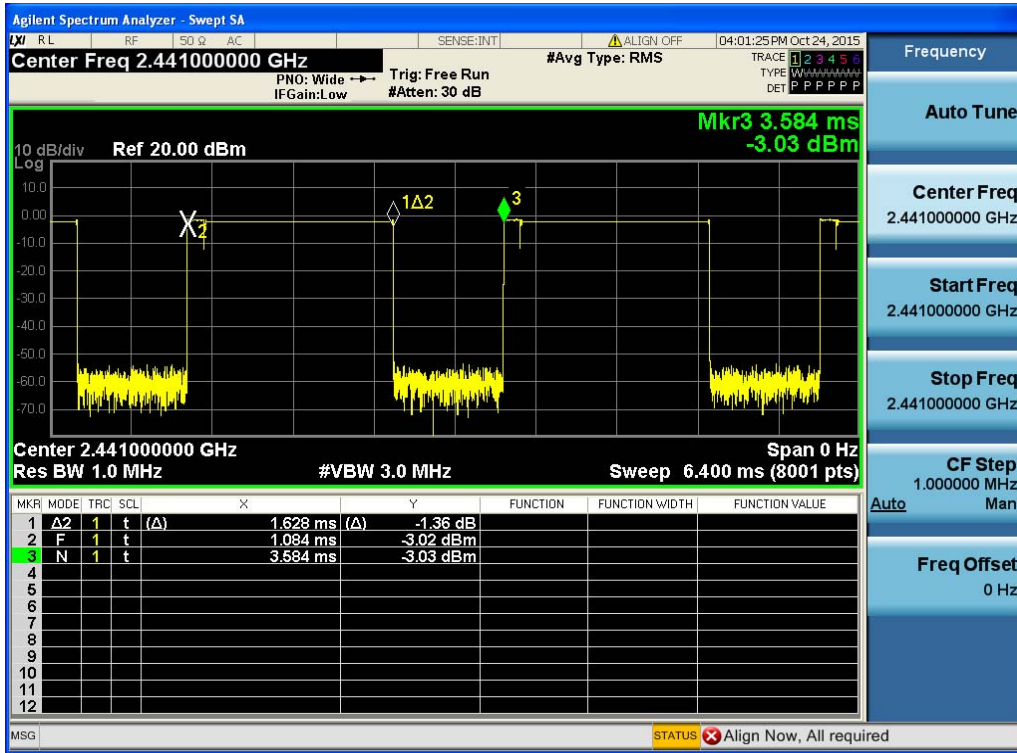 Agilent Spectrum Analyzer - Swept SA
LXI RL RF 50 Ω AC SENSE:INT ALIGN OFF 04:01:25 PM Oct 24, 2015
Center Freq 2.441000000 GHz #Avg Type: RMS TRACE 1 2 3 4 5 6
PNO: Wide Trig: Free Run TYPE WWWWWW
IFGain:Low #Atten: 30 dB DET P P P P P P
Mkr3 3.584 ms
10 dB/div Ref 20.00 dBm -3.03 dBm
Log
10.0
0.00
-10.0
-20.0
-30.0
-40.0
-50.0
-60.0
-70.0
X2 1Δ2 3
Center 2.441000000 GHz Span 0 Hz
Res BW 1.0 MHz #VBW 3.0 MHz Sweep 6.400 ms (8001 pts)
MKR MODE TRC SCL X Y FUNCTION FUNCTION WIDTH FUNCTION VALUE
1 Δ2 1 t (Δ) 1.628 ms (Δ) -1.36 dB
2 F 1 t 1.084 ms -3.02 dBm
3 N 1 t 3.584 ms -3.03 dBm
4
5
6
7
8
9
10
11
12
MSG STATUS Align Now, All required
Frequency
Auto Tune
Center Freq
2.441000000 GHz
Start Freq
2.441000000 GHz
Stop Freq
2.441000000 GHz
CF Step
1.000000 MHz
Auto Man
Freq Offset
0 Hz